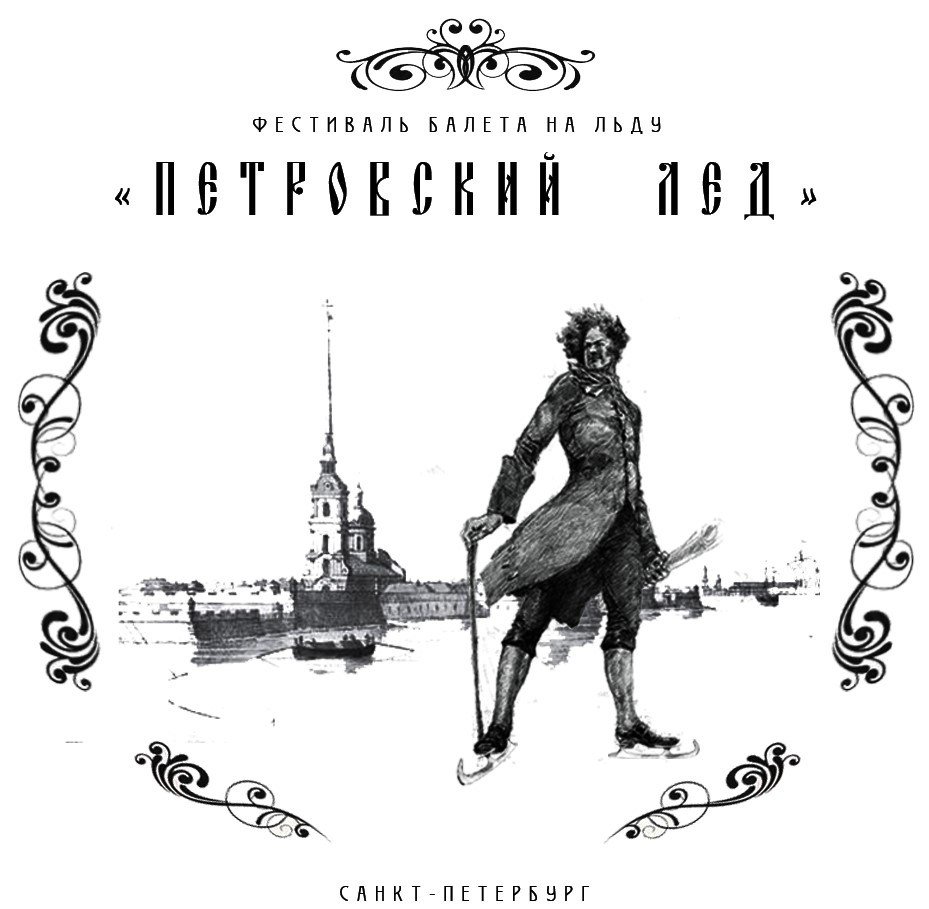 ФЕСТИВАЛЬ БАЛЕТА НА ЛЬДУ
«ПЕТРОВСКИЙ ЛЕД»
САНКТ-ПЕТЕРБУРГ